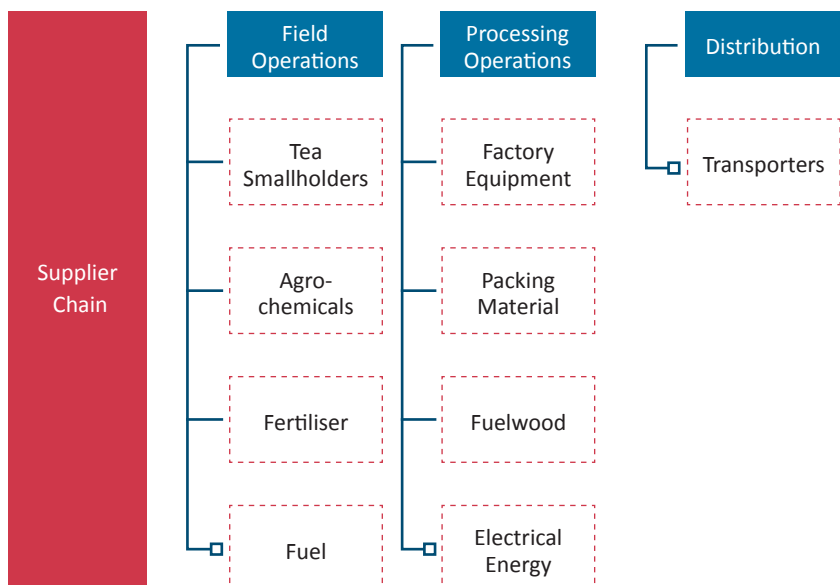 Supplier
Chain
Field
Operations
Tea
Smallholders
Agro-
chemicals
Fertiliser
Fuel
Processing
Operations
Factory
Equipment
Packing
Material
Fuelwood
Electrical
Energy
Distribution
Transporters